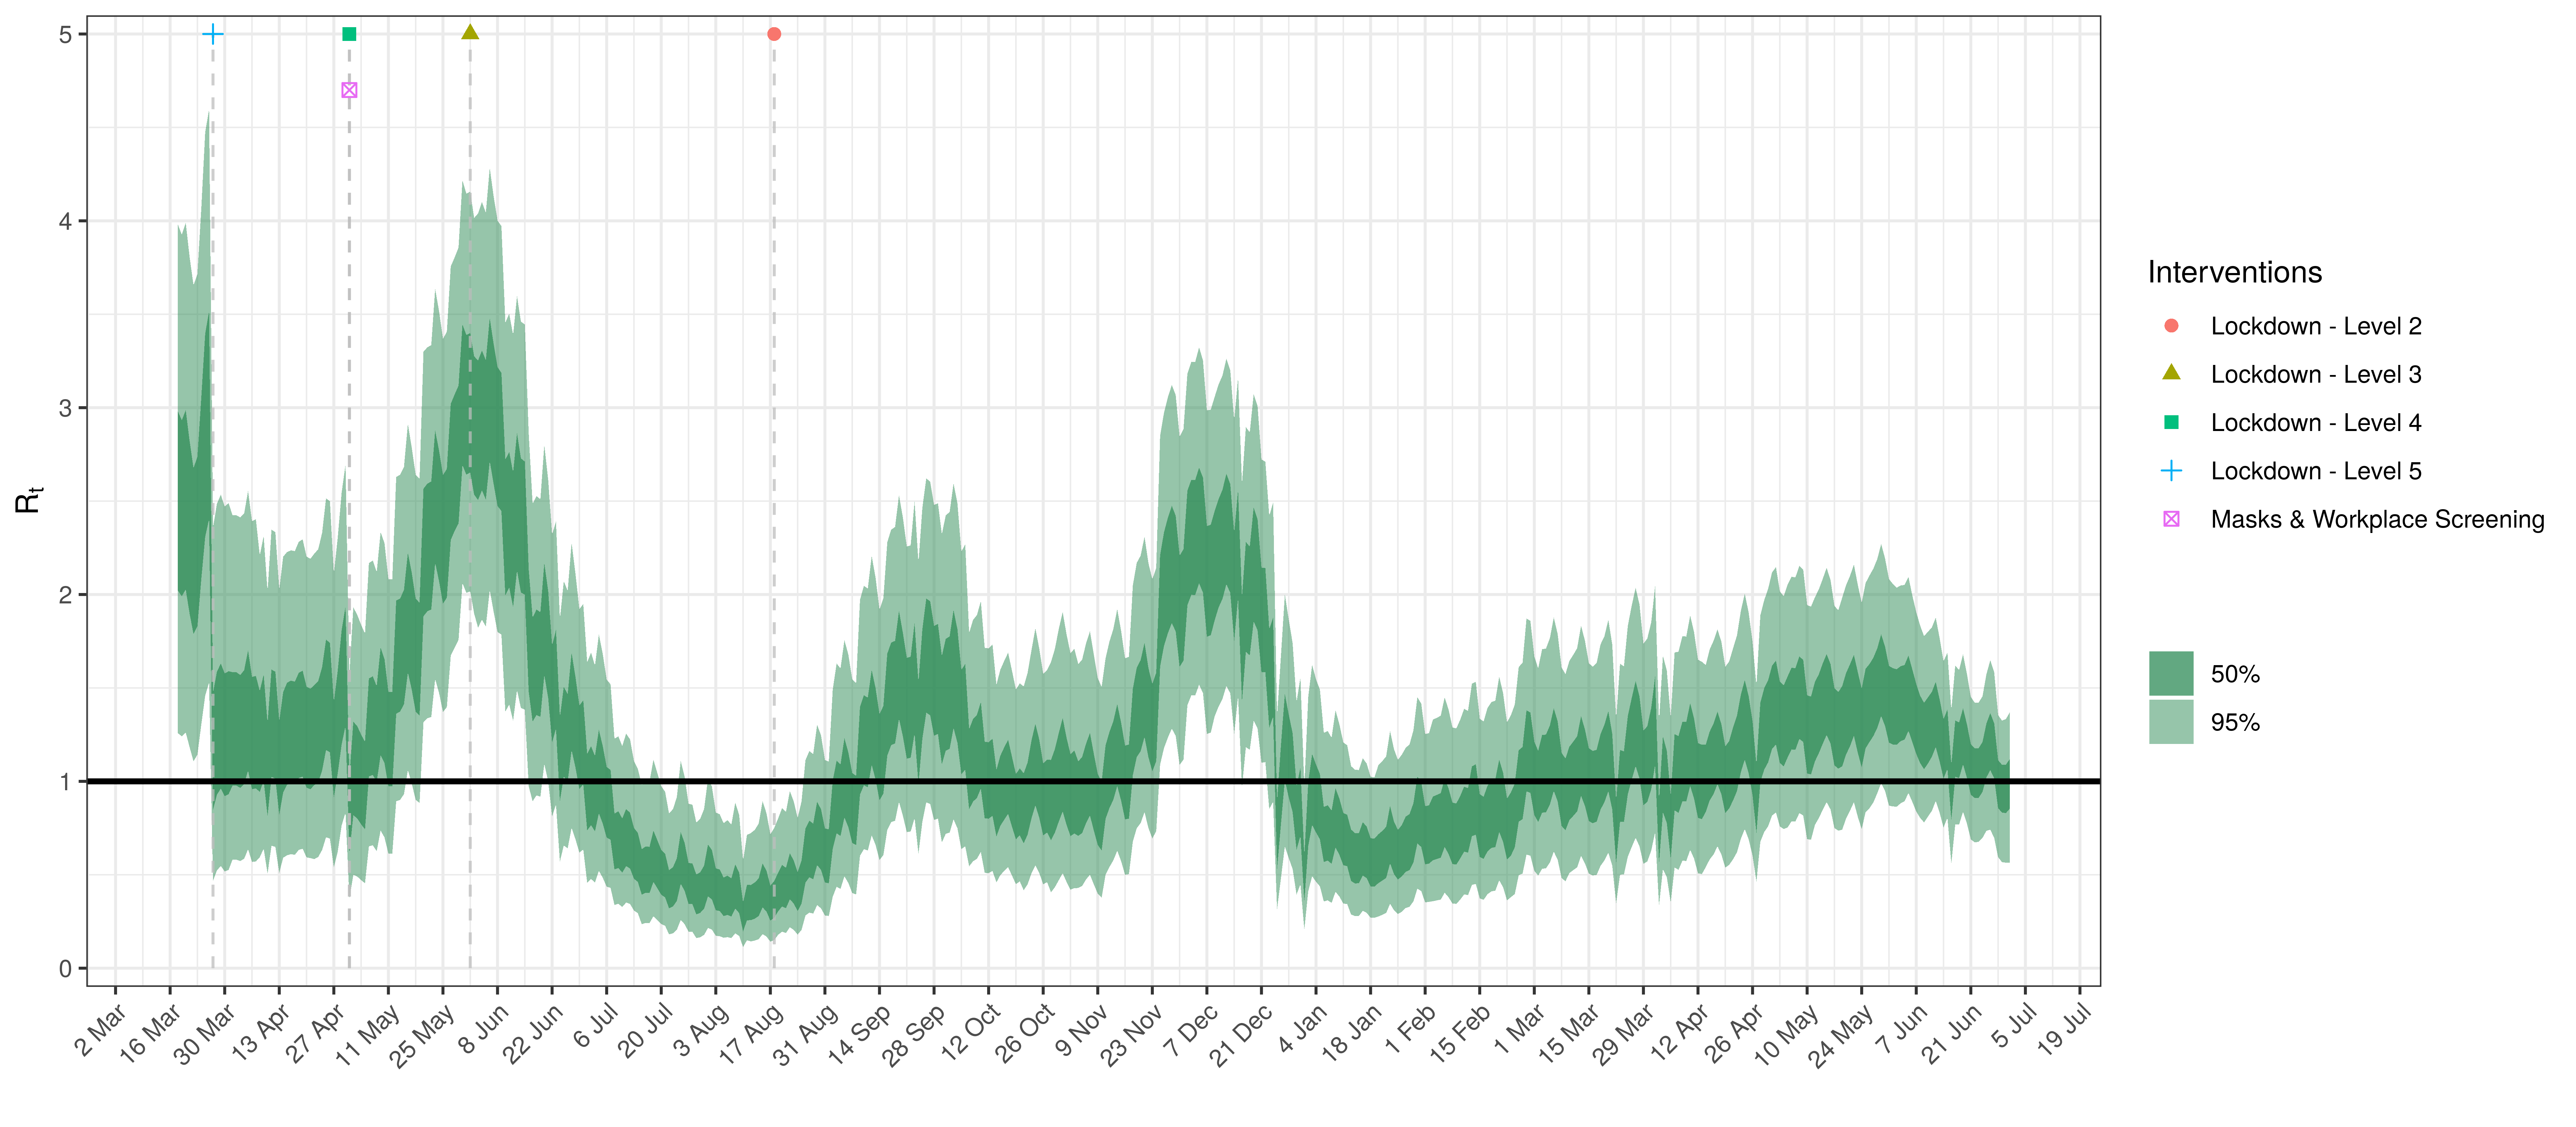 5
4
3
2
1
0
Rt
2 Mar
16 Mar
30 Mar
13 Apr
27 Apr
11 May
25 May
8 Jun
22 Jun
6 Jul
20 Jul
3 Aug
17 Aug
31 Aug
14 Sep
28 Sep
12 Oct
26 Oct
9 Nov
23 Nov
7 Dec
21 Dec
4 Jan
18 Jan
1 Feb
15 Feb
1 Mar
15 Mar
29 Mar
12 Apr
26 Apr
10 May
24 May
7 Jun
21 Jun
5 Jul
19 Jul
Interventions
Lockdown - Level 2
Lockdown - Level 3
Lockdown - Level 4
Lockdown - Level 5
Masks & Workplace Screening
50%
95%